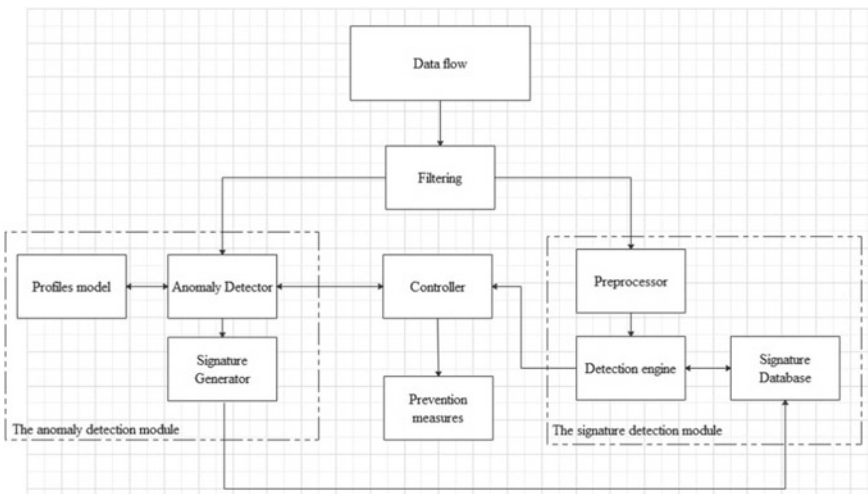 Data flow
Filtering
Profiles model
Anomaly Detector
Controller
Preprocessor
Signature
Generator
Prevention
measures
Detection engine
Signature
Database
The anomaly detection module
The signature detection module